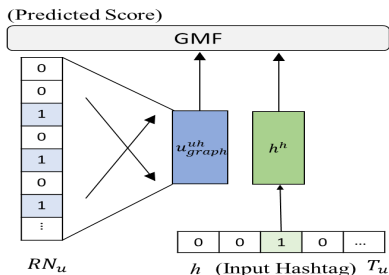 (Predicted Score)
GMF
0
0
1
0
1
0
1
⋮
u_{graph}^{uh}
h^h
0 0 1 0 ...
RN_u h (Input Hashtag) T_u